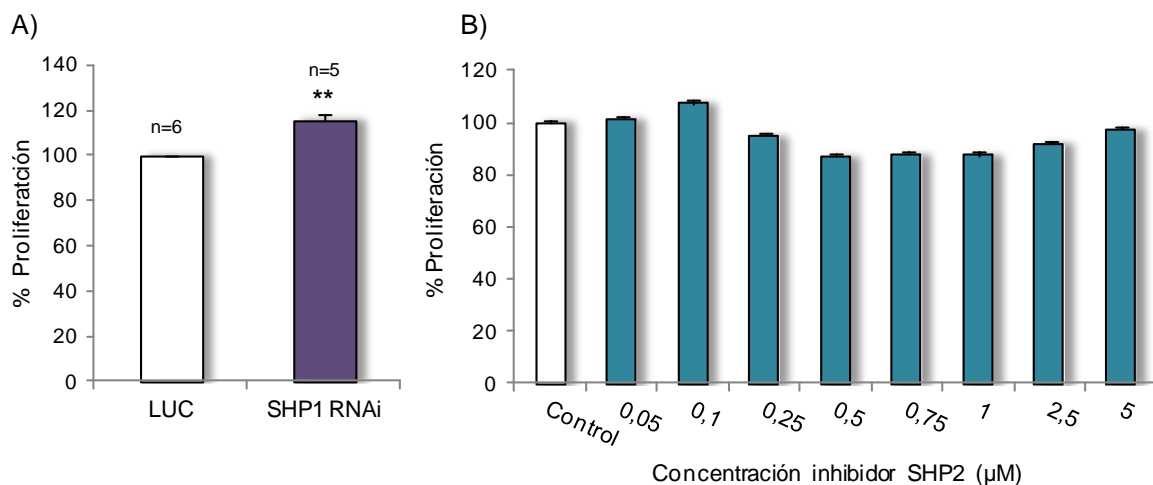 A)
% Proliferatción
140
120
100
80
60
40
20
0
n=6
n=5
**
LUC
SHP1 RNAi
B)
% Proliferación
120
100
80
60
40
20
0
Control
0,05
0,1
0,25
0,5
0,75
1
2,5
5
Concentración inhibidor SHP2 (µM)